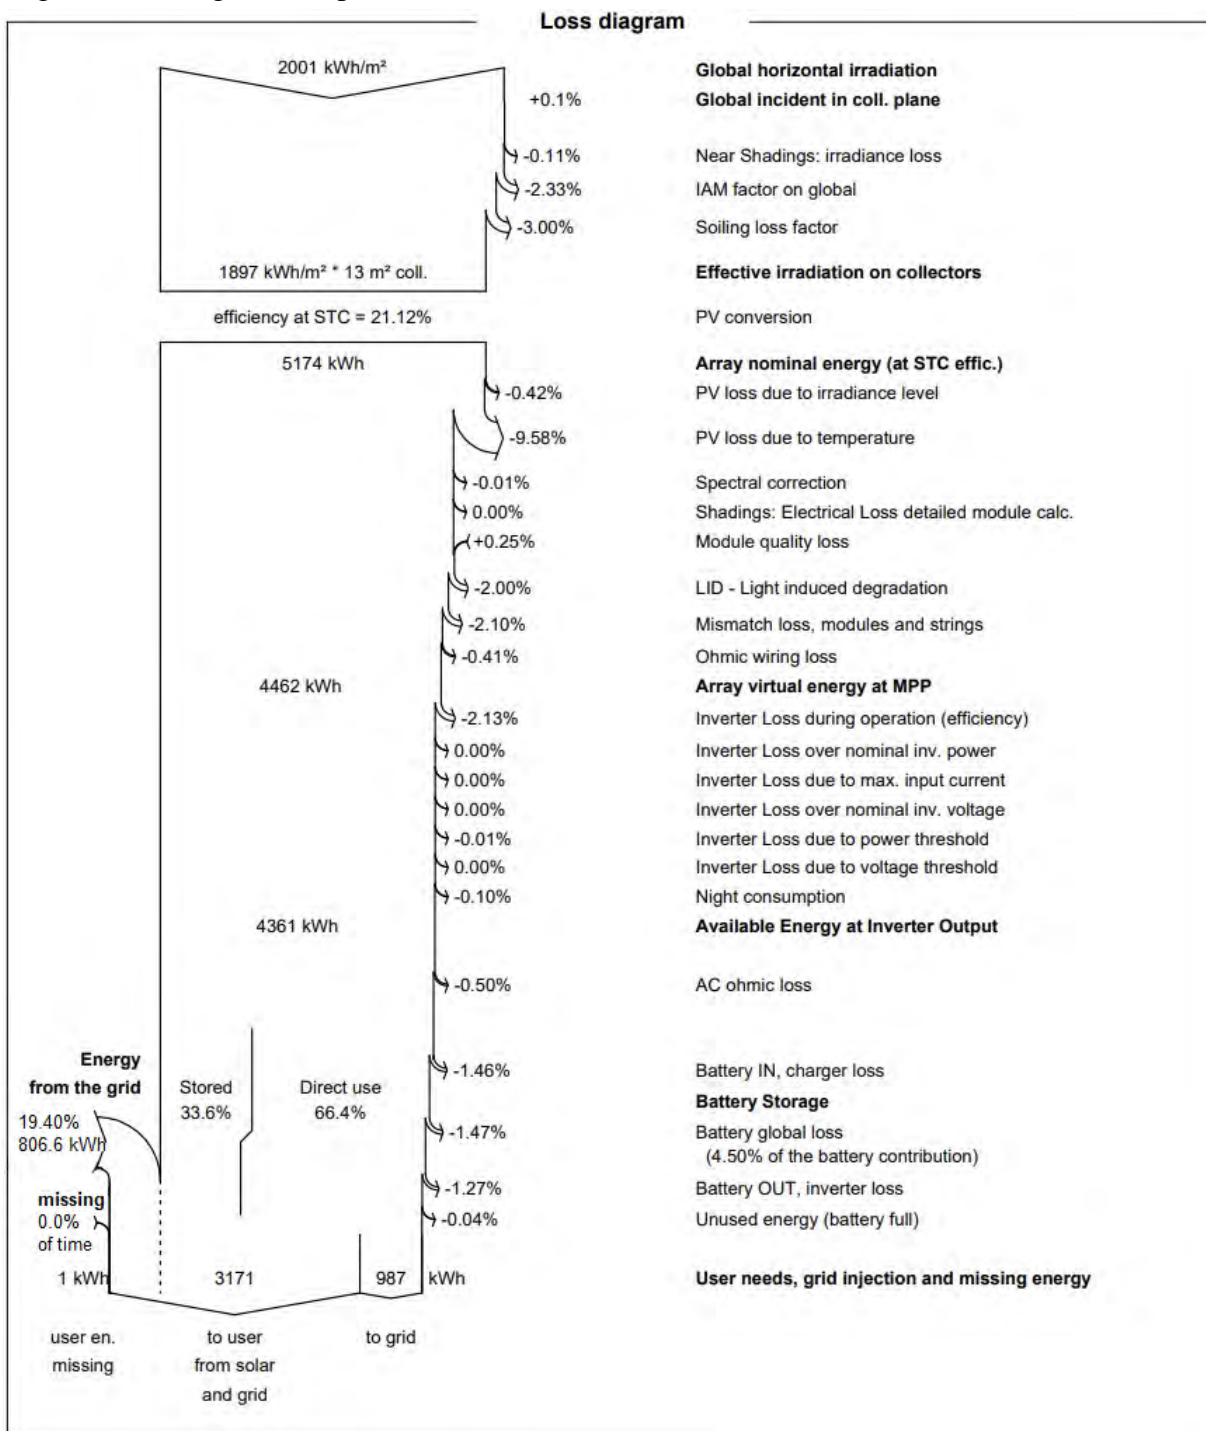 Loss diagram
2001 kWh/m²
Global horizontal irradiation
+0.1%
Global incident in coll. plane
-0.11%
Near Shadings: irradiance loss
-2.33%
IAM factor on global
-3.00%
Soiling loss factor
1897 kWh/m² * 13 m² coll.
Effective irradiation on collectors
efficiency at STC = 21.12%
PV conversion
5174 kWh
Array nominal energy (at STC effic.)
-0.42%
PV loss due to irradiance level
-9.58%
PV loss due to temperature
-0.01%
Spectral correction
0.00%
Shadings: Electrical Loss detailed module calc.
+0.25%
Module quality loss
-2.00%
LID - Light induced degradation
-2.10%
Mismatch loss, modules and strings
-0.41%
Ohmic wiring loss
4462 kWh
Array virtual energy at MPP
-2.13%
Inverter Loss during operation (efficiency)
0.00%
Inverter Loss over nominal inv. power
0.00%
Inverter Loss due to max. input current
0.00%
Inverter Loss over nominal inv. voltage
-0.01%
Inverter Loss due to power threshold
0.00%
Inverter Loss due to voltage threshold
-0.10%
Night consumption
4361 kWh
Available Energy at Inverter Output
-0.50%
AC ohmic loss
Energy
from the grid
19.40%
806.6 kWh
Stored
33.6%
Direct use
66.4%
-1.46%
Battery IN, charger loss
Battery Storage
-1.47%
Battery global loss
(4.50% of the battery contribution)
-1.27%
Battery OUT, inverter loss
missing
0.0%
of time
-0.04%
Unused energy (battery full)
1 kWh
3171
987
kWh
User needs, grid injection and missing energy
user en.
missing
to user
from solar
and grid
to grid